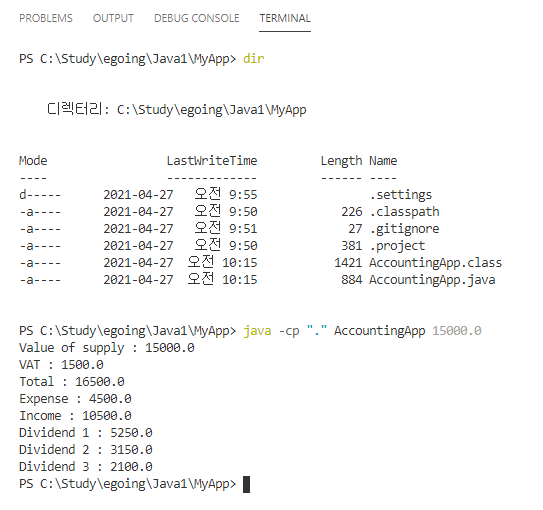 PROBLEMS OUTPUT DEBUG CONSOLE TERMINAL
PS C:\Study\egoing\Java1\MyApp> dir
디렉터리: C:\Study\egoing\Java1\MyApp
Mode LastWriteTime Length Name
---- ------------- ------ ----
d----- 2021-04-27 오전 9:55 .settings
-a---- 2021-04-27 오전 9:50 226 .classpath
-a---- 2021-04-27 오전 9:51 27 .gitignore
-a---- 2021-04-27 오전 9:50 381 .project
-a---- 2021-04-27 오전 10:15 1421 AccountingApp.class
-a---- 2021-04-27 오전 10:15 884 AccountingApp.java
PS C:\Study\egoing\Java1\MyApp> java -cp "." AccountingApp 15000.0
Value of supply : 15000.0
VAT : 1500.0
Total : 16500.0
Expense : 4500.0
Income : 10500.0
Dividend 1 : 5250.0
Dividend 2 : 3150.0
Dividend 3 : 2100.0
PS C:\Study\egoing\Java1\MyApp>